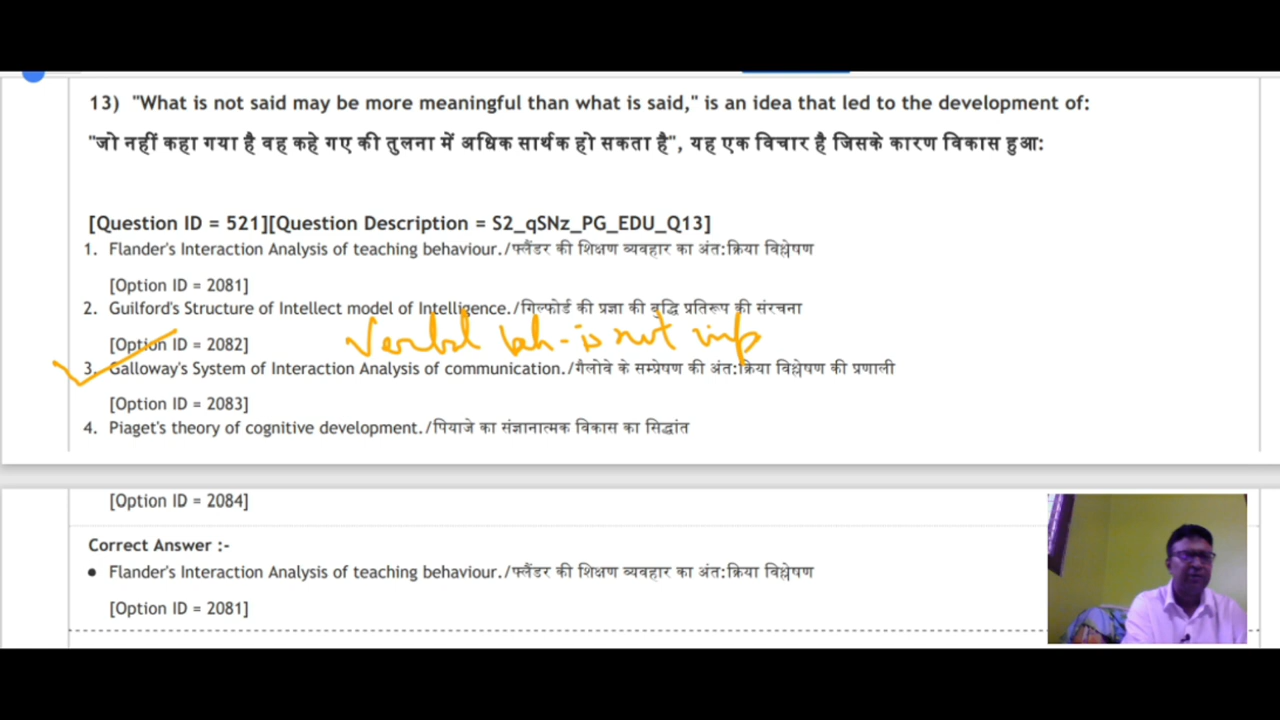 13) "What is not said may be more meaningful than what is said," is an idea that led to the development of:
"जो नहीं कहा गया है वह कहे गए की तुलना में अधिक सार्थक हो सकता है", यह एक विचार है जिसके कारण विकास हुआ:
[Question ID = 521][Question Description = S2_qSNz_PG_EDU_Q13]
1. Flander's Interaction Analysis of teaching behaviour./फ्लैंडर की शिक्षण व्यवहार का अंत:क्रिया विश्लेषण
[Option ID = 2081]
2. Guilford's Structure of Intellect model of Intelligence./गिल्फोर्ड की प्रज्ञा की बुद्धि प्रतिरूप की संरचना
Verbal beh- is not imp
[Option ID = 2082]
3. Galloway's System of Interaction Analysis of communication./गैलोवे के सम्प्रेषण की अंत:क्रिया विश्लेषण की प्रणाली
[Option ID = 2083]
4. Piaget's theory of cognitive development./पियाजे का संज्ञानात्मक विकास का सिद्धांत
[Option ID = 2084]
Correct Answer :-
• Flander's Interaction Analysis of teaching behaviour./फ्लैंडर की शिक्षण व्यवहार का अंत:क्रिया विश्लेषण
[Option ID = 2081]